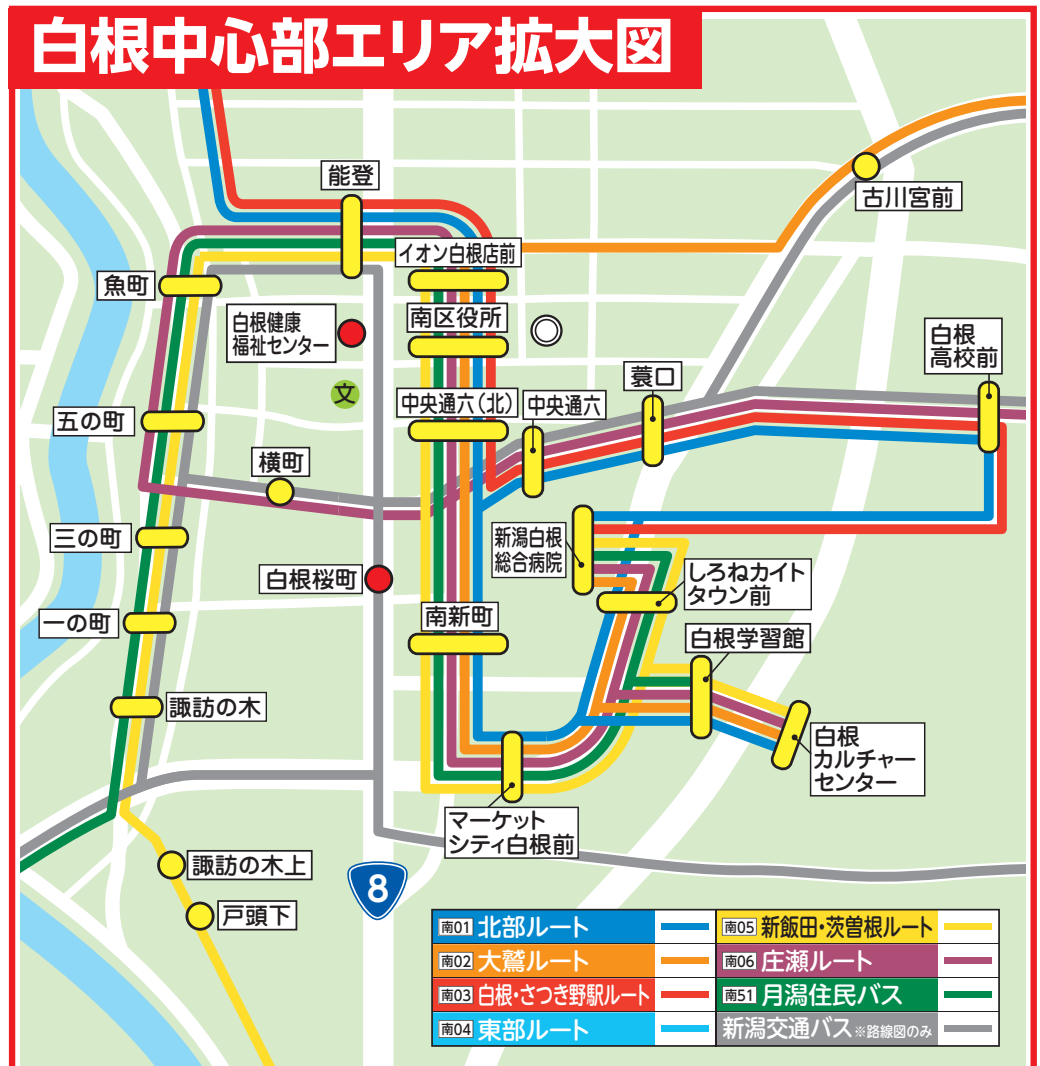 白根中心部エリア拡大図
能登
古川宮前
イオン白根店前
魚町
南区役所
白根健康
福祉センター
白根
高校前
蓑口
文
中央通六(北)
中央通六
五の町
横町
新潟白根
総合病院
三の町
しろねカイト
タウン前
白根桜町
南新町
一の町
白根学習館
諏訪の木
白根
カルチャー
センター
マーケット
シティ白根前
諏訪の木上
8
戸頭下
南01 北部ルート
南05 新飯田・茨曽根ルート
南02 大鷲ルート
南06 庄瀬ルート
南03 白根・さつき野駅ルート
南51 月潟住民バス
南04 東部ルート
新潟交通バス※路線図のみ